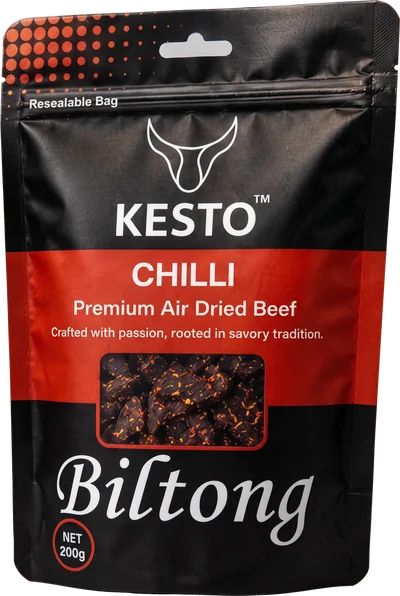 Resealable Bag
KESTO™
CHILLI
Premium Air Dried Beef
Crafted with passion, rooted in savory tradition.
Biltong
NET
200g